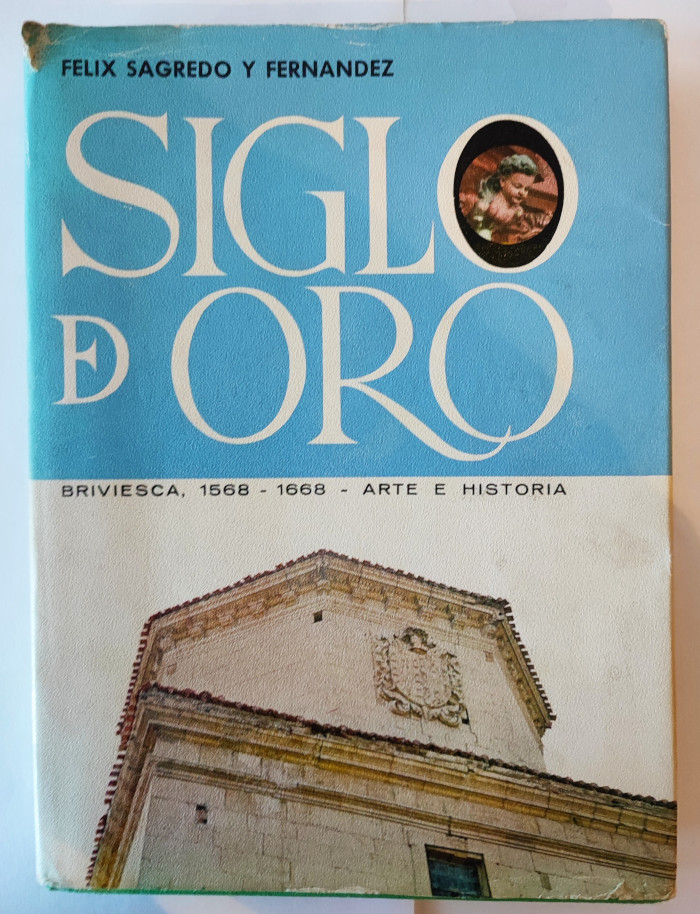 FELIX SAGREDO Y FERNANDEZ
SIGLO
DE ORO
BRIVIESCA, 1568 - 1668 - ARTE E HISTORIA